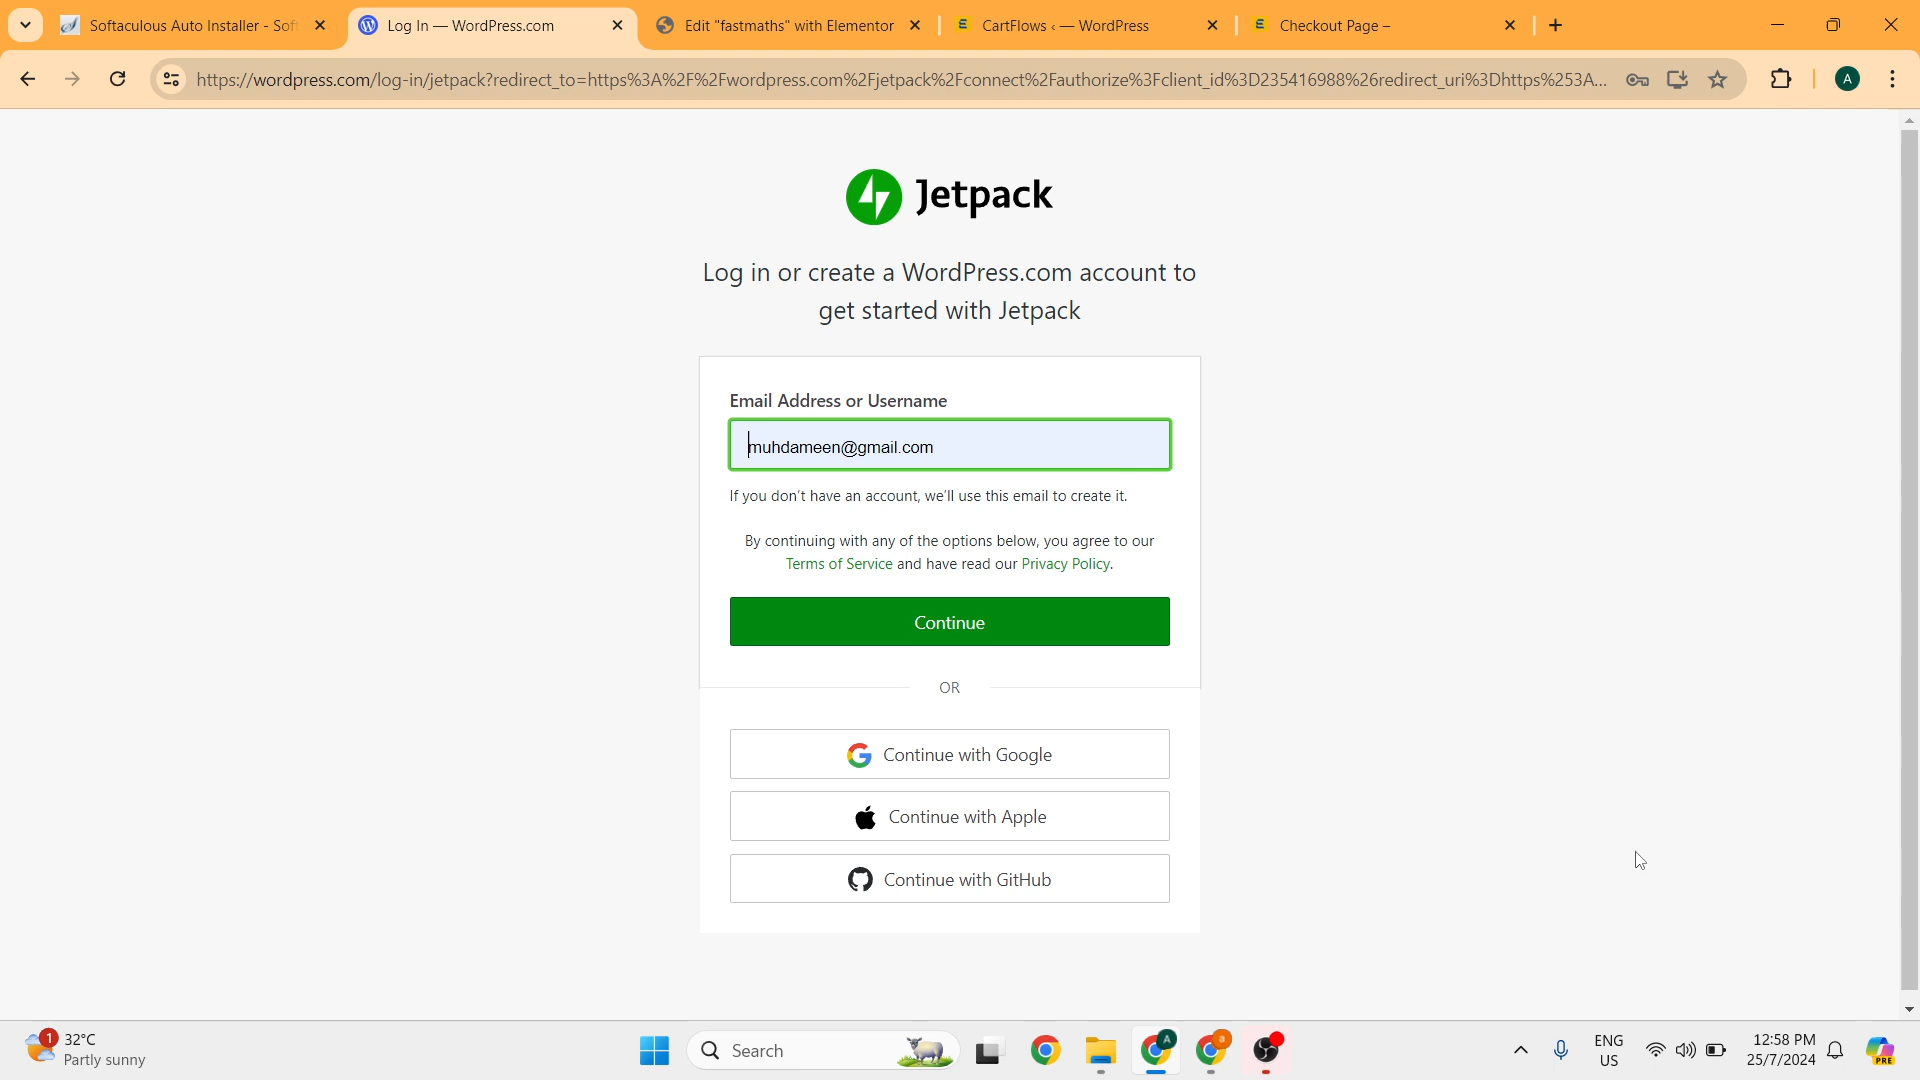 Softaculous Auto Installer - Soft
Log In — WordPress.com
Edit "fastmaths" with Elementor
CartFlows ‹ — WordPress
Checkout Page –
https://wordpress.com/log-in/jetpack?redirect_to=https%3A%2F%2Fwordpress.com%2Fjetpack%2Fconnect%2Fauthorize%3Fclient_id%3D235416988%26redirect_uri%3Dhttps%253A...
A
Jetpack
Log in or create a WordPress.com account to
get started with Jetpack
Email Address or Username
muhdameen@gmail.com
If you don't have an account, we'll use this email to create it.
By continuing with any of the options below, you agree to our
Terms of Service and have read our Privacy Policy.
Continue
OR
Continue with Google
Continue with Apple
Continue with GitHub
1
32°C
Partly sunny
Search
A
a
ENG
US
12:58 PM
25/7/2024
PRE